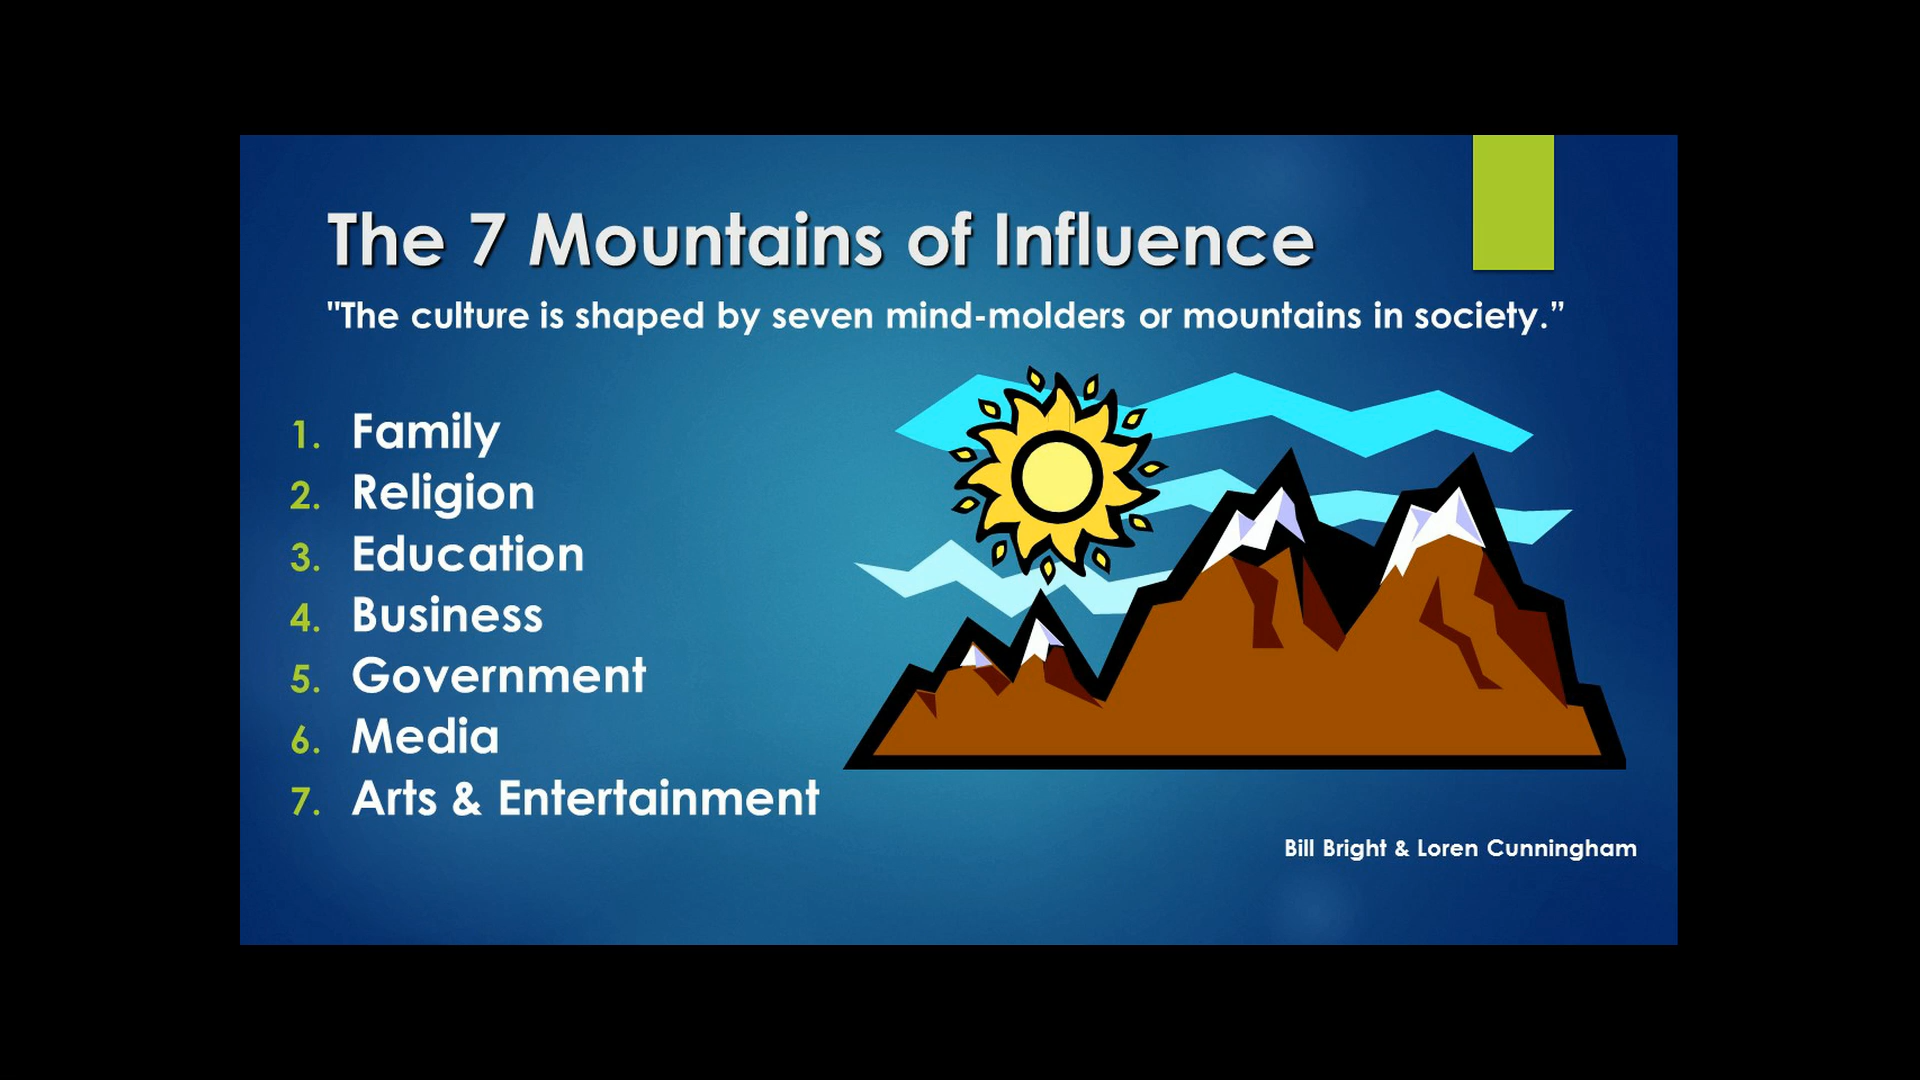 The 7 Mountains of Influence
"The culture is shaped by seven mind-molders or mountains in society.”
1. Family
2. Religion
3. Education
4. Business
5. Government
6. Media
7. Arts & Entertainment
Bill Bright & Loren Cunningham